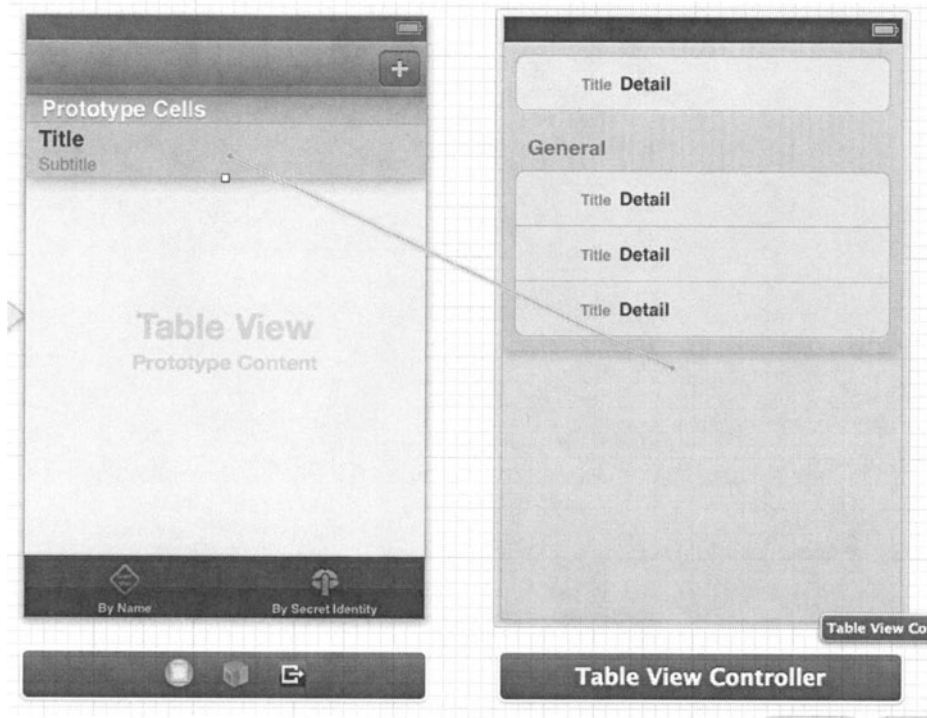 +
Prototype Cells
Title
Subtitle
Table View
Prototype Content
By Name
By Secret Identity
Title Detail
General
Title Detail
Title Detail
Title Detail
Table View Co
Table View Controller